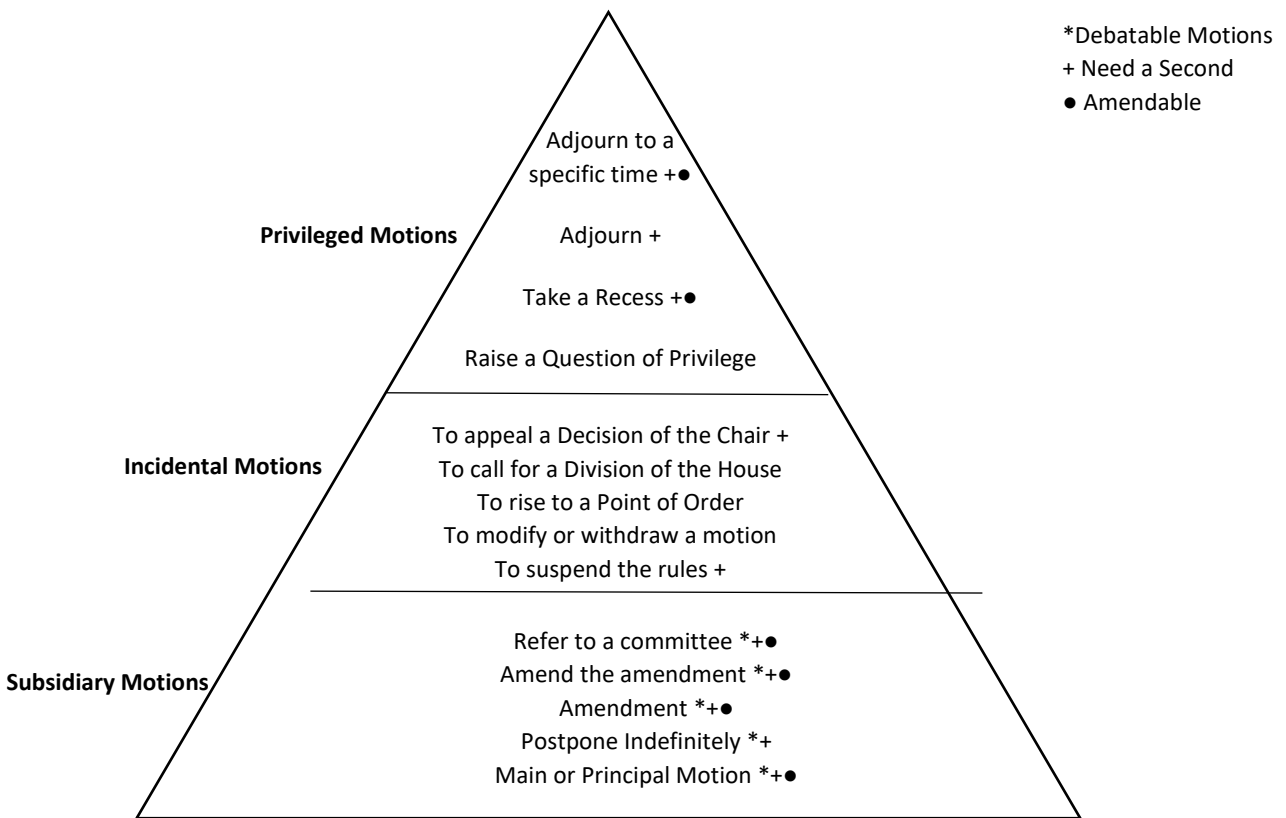 *Debatable Motions
+ Need a Second
● Amendable
Adjourn to a
specific time +●
Privileged Motions
Adjourn +
Take a Recess +●
Raise a Question of Privilege
To appeal a Decision of the Chair +
Incidental Motions
To call for a Division of the House
To rise to a Point of Order
To modify or withdraw a motion
To suspend the rules +
Refer to a committee *+●
Subsidiary Motions
Amend the amendment *+●
Amendment *+●
Postpone Indefinitely *+
Main or Principal Motion *+●